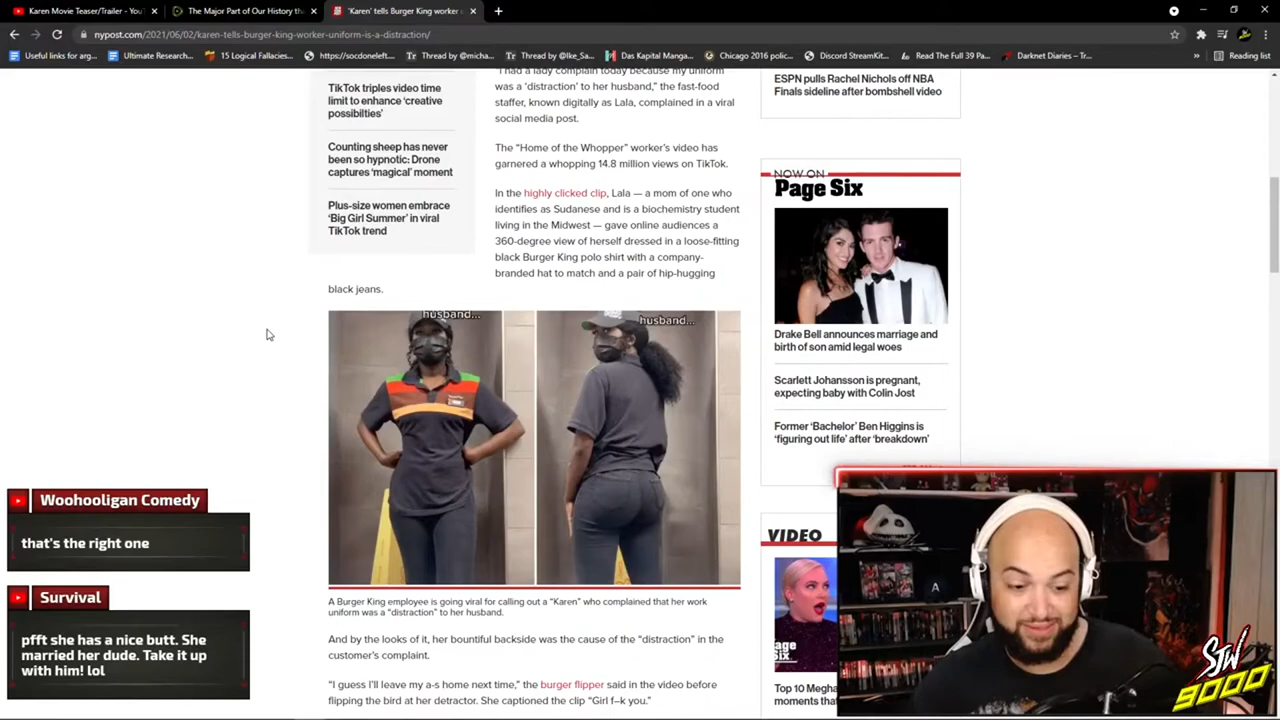 Karen Movie Teaser/Trailer - YouT
The Major Part of Our History tha
'Karen' tells Burger King worker
nypost.com/2021/06/02/karen-tells-burger-king-worker-uniform-is-a-distraction/
Useful links for arg...
Ultimate Research...
15 Logical Fallacies...
https://socdoneleft...
Thread by @micha...
Thread by @Ike_Sa...
Das Kapital Manga...
Chicago 2016 polic...
Discord StreamKit...
Read The Full 39 Pa...
Darknet Diaries – Tr...
»
Reading list
TikTok triples video time
limit to enhance 'creative
possibilties'
Counting sheep has never
been so hypnotic: Drone
captures 'magical' moment
Plus-size women embrace
'Big Girl Summer' in viral
TikTok trend
"I had a lady complain today because my uniform
was a 'distraction' to her husband," the fast-food
staffer, known digitally as Lala, complained in a viral
social media post.
The "Home of the Whopper" worker's video has
garnered a whopping 14.8 million views on TikTok.
In the highly clicked clip, Lala — a mom of one who
identifies as Sudanese and is a biochemistry student
living in the Midwest — gave online audiences a
360-degree view of herself dressed in a loose-fitting
black Burger King polo shirt with a company-
branded hat to match and a pair of hip-hugging
black jeans.
husband...
husband...
A Burger King employee is going viral for calling out a "Karen" who complained that her work
uniform was a "distraction" to her husband.
And by the looks of it, her bountiful backside was the cause of the "distraction" in the
customer's complaint.
"I guess I'll leave my a-s home next time," the burger flipper said in the video before
flipping the bird at her detractor. She captioned the clip "Girl f–k you."
ESPN pulls Rachel Nichols off NBA
Finals sideline after bombshell video
NOW ON
Page Six
Drake Bell announces marriage and
birth of son amid legal woes
Scarlett Johansson is pregnant,
expecting baby with Colin Jost
Former 'Bachelor' Ben Higgins is
'figuring out life' after 'breakdown'
VIDEO
Top 10 Megha
moments tha
Woohooligan Comedy
that's the right one
Survival
pfft she has a nice butt. She
married her dude. Take it up
with him! lol
STW
9000